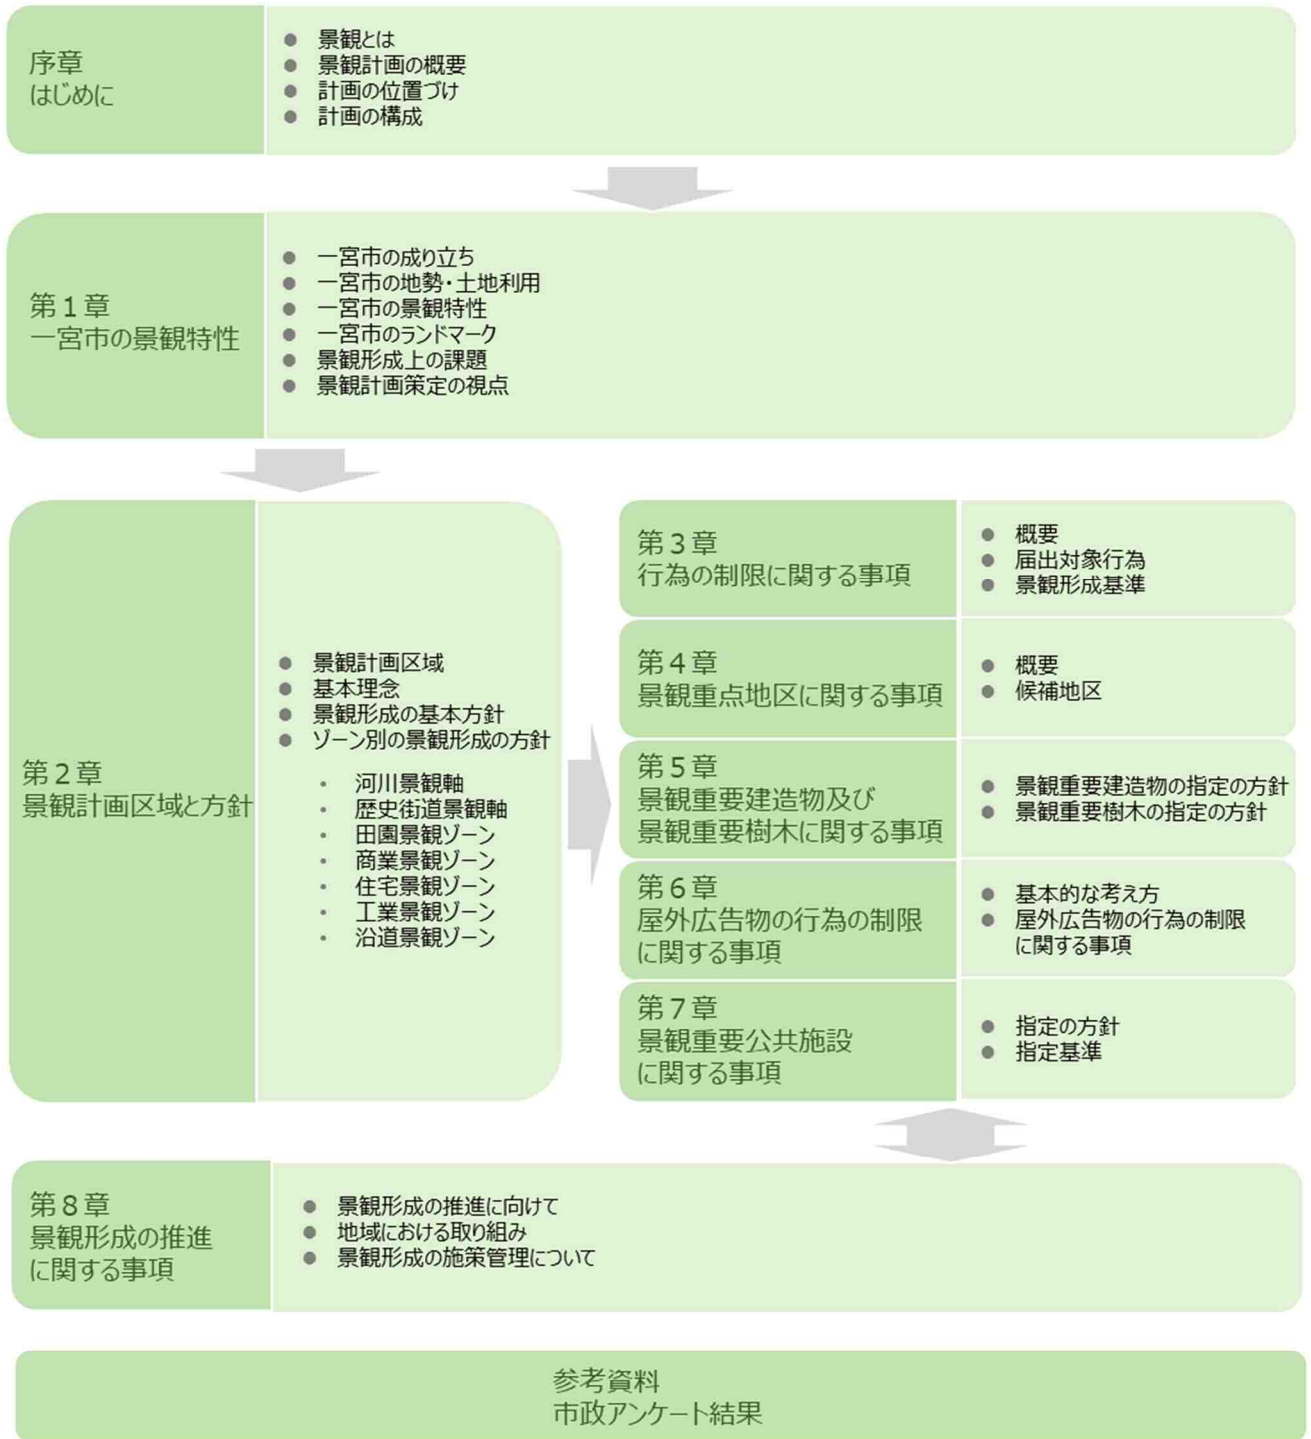 序章
はじめに
● 景観とは
● 景観計画の概要
● 計画の位置づけ
● 計画の構成
第１章
一宮市の景観特性
● 一宮市の成り立ち
● 一宮市の地勢・土地利用
● 一宮市の景観特性
● 一宮市のランドマーク
● 景観形成上の課題
● 景観計画策定の視点
第２章
景観計画区域と方針
● 景観計画区域
● 基本理念
● 景観形成の基本方針
● ゾーン別の景観形成の方針
・ 河川景観軸
・ 歴史街道景観軸
・ 田園景観ゾーン
・ 商業景観ゾーン
・ 住宅景観ゾーン
・ 工業景観ゾーン
・ 沿道景観ゾーン
第３章
行為の制限に関する事項
● 概要
● 届出対象行為
● 景観形成基準
第４章
景観重点地区に関する事項
● 概要
● 候補地区
第５章
景観重要建造物及び
景観重要樹木に関する事項
● 景観重要建造物の指定の方針
● 景観重要樹木の指定の方針
第６章
屋外広告物の行為の制限
に関する事項
● 基本的な考え方
● 屋外広告物の行為の制限
に関する事項
第７章
景観重要公共施設
に関する事項
● 指定の方針
● 指定基準
第８章
景観形成の推進
に関する事項
● 景観形成の推進に向けて
● 地域における取り組み
● 景観形成の施策管理について
参考資料
市政アンケート結果